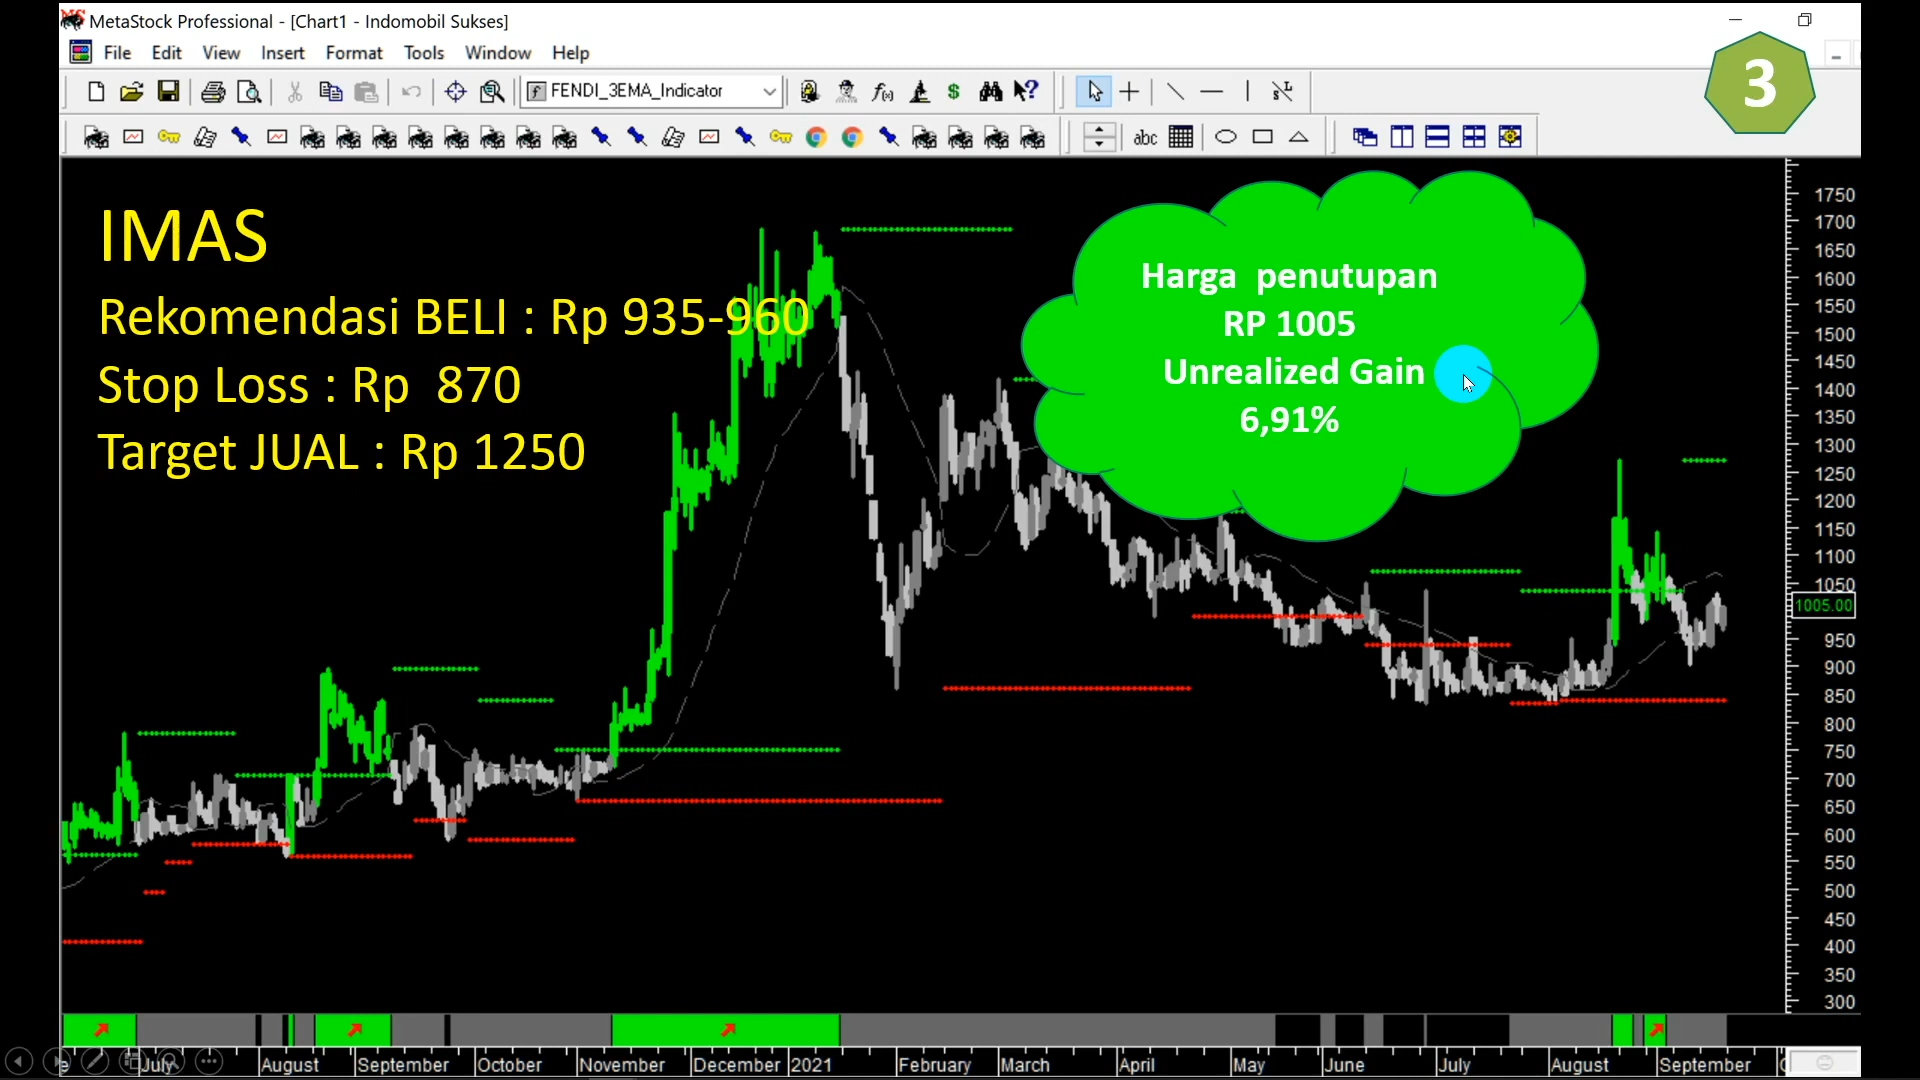 MetaStock Professional - [Chart1 - Indomobil Sukses]
File Edit View Insert Format Tools Window Help
3
FENDI_3EMA_Indicator
abc
IMAS
Rekomendasi BELI : Rp 935-960
Stop Loss : Rp 870
Target JUAL : Rp 1250
Harga penutupan
RP 1005
Unrealized Gain
6,91%
1750
1700
1650
1600
1550
1500
1450
1400
1350
1300
1250
1200
1150
1100
1050
1005.00
950
900
850
800
750
700
650
600
550
500
450
400
350
300
e July August September October November December 2021 February March April May June July August September